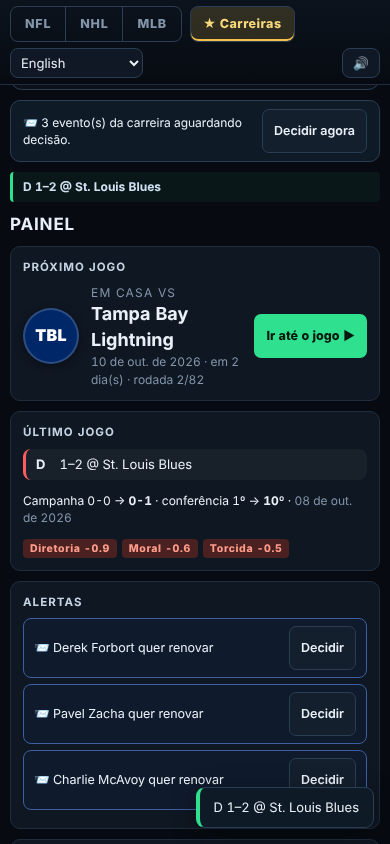 NFL NHL MLB ★ Carreiras
English 🔊
📨 3 evento(s) da carreira aguardando
decisão.
Decidir agora
D 1–2 @ St. Louis Blues
PAINEL
PRÓXIMO JOGO
TBL
EM CASA VS
Tampa Bay
Lightning
10 de out. de 2026 · em 2
dia(s) · rodada 2/82
Ir até o jogo ▶
ÚLTIMO JOGO
D 1–2 @ St. Louis Blues
Campanha 0-0 → 0-1 · conferência 1º → 10º · 08 de out.
de 2026
Diretoria -0.9 Moral -0.6 Torcida -0.5
ALERTAS
📨 Derek Forbort quer renovar Decidir
📨 Pavel Zacha quer renovar Decidir
📨 Charlie McAvoy quer renovar Decidir
D 1–2 @ St. Louis Blues